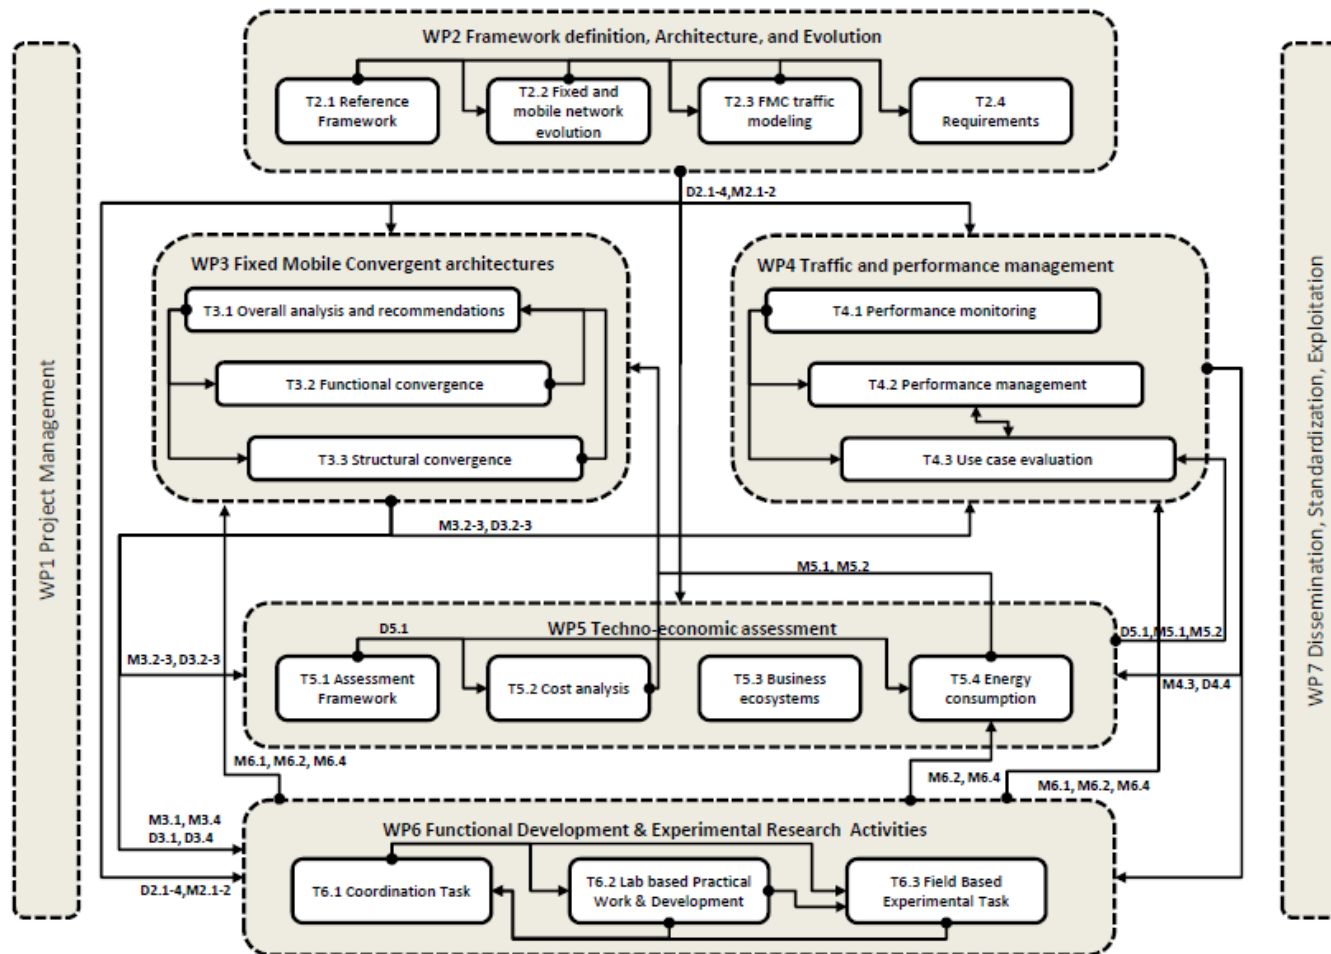 WP2 Framework definition, Architecture, and Evolution
T2.1 Reference
Framework
T2.2 Fixed and
mobile network
evolution
T2.3 FMC traffic
modeling
T2.4
Requirements
D2.1-4,M2.1-2
WP1 Project Management
WP3 Fixed Mobile Convergent architectures
T3.1 Overall analysis and recommendations
T3.2 Functional convergence
T3.3 Structural convergence
WP4 Traffic and performance management
T4.1 Performance monitoring
T4.2 Performance management
T4.3 Use case evaluation
WP7 Dissemination, Standardization, Exploitation
M3.2-3, D3.2-3
M5.1, M5.2
WP5 Techno-economic assessment
D5.1
D5.1,M5.1,M5.2
M3.2-3, D3.2-3
T5.1 Assessment
Framework
T5.2 Cost analysis
T5.3 Business
ecosystems
T5.4 Energy
consumption
M4.3, D4.4
M6.1, M6.2, M6.4
M6.2, M6.4
M6.1, M6.2, M6.4
M3.1, M3.4
D3.1, D3.4
WP6 Functional Development & Experimental Research Activities
D2.1-4,M2.1-2
T6.1 Coordination Task
T6.2 Lab based Practical
Work & Development
T6.3 Field Based
Experimental Task